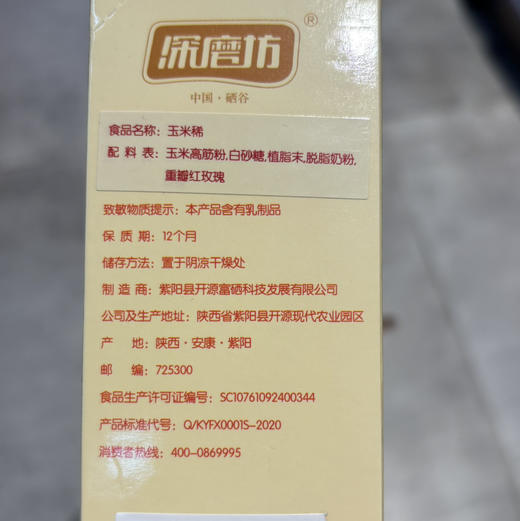 深磨坊®
中国·硒谷
食品名称：玉米稀
配 料 表：玉米高筋粉,白砂糖,植脂末,脱脂奶粉,
重瓣红玫瑰
致敏物质提示：本产品含有乳制品
保 质 期：12个月
储存方法：置于阴凉干燥处
制 造 商：紫阳县开源富硒科技发展有限公司
公司及生产地址：陕西省紫阳县开源现代农业园区
产 地：陕西·安康·紫阳
邮 编：725300
食品生产许可证编号：SC10761092400344
产品标准代号：Q/KYFX0001S-2020
消费者热线：400-0869995